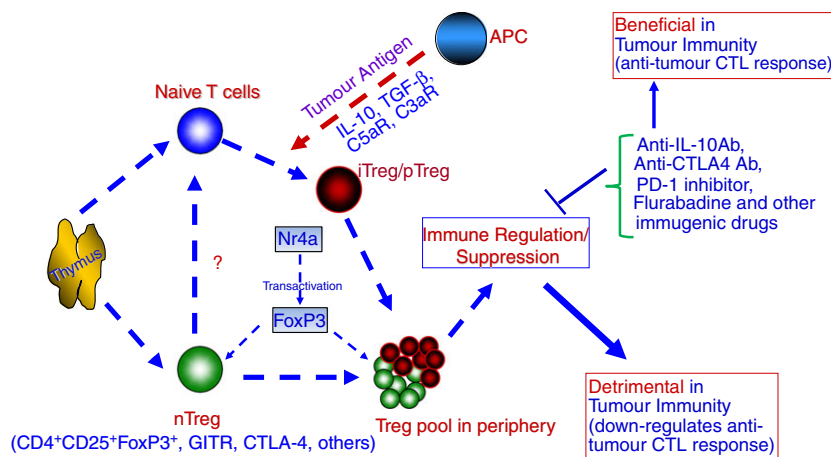 APC
Tumour Antigen
IL-10, TGF-β,
C5aR, C3aR
Naive T cells
iTreg/pTreg
Thymus
?
Nr4a
Transactivation
FoxP3
nTreg
(CD4⁺CD25⁺FoxP3⁺, GITR, CTLA-4, others)
Treg pool in periphery
Immune Regulation/
Suppression
Beneficial in
Tumour Immunity
(anti-tumour CTL response)
Anti-IL-10Ab,
Anti-CTLA4 Ab,
PD-1 inhibitor,
Flurabadine and other
immugenic drugs
Detrimental in
Tumour Immunity
(down-regulates anti-
tumour CTL response)